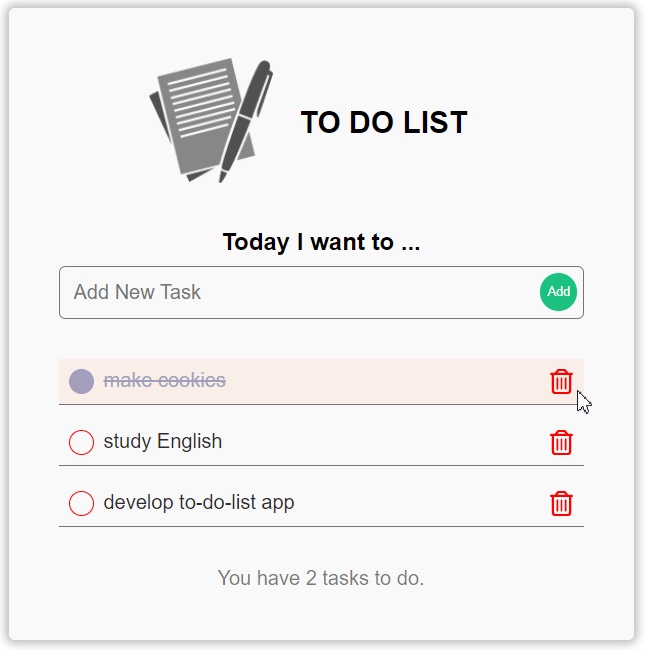 TO DO LIST
Today I want to ...
Add New Task
Add
make cookies
study English
develop to-do-list app
You have 2 tasks to do.